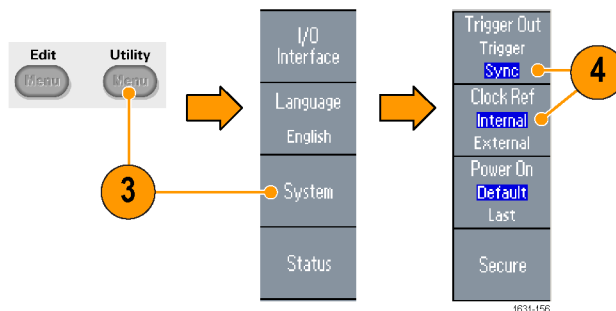 Edit
Utility
Menu
Menu
3
I/O
Interface
Language
English
System
Status
Trigger Out
Trigger
Sync
Clock Ref
Internal
External
Power On
Default
Last
Secure
4
1631-156